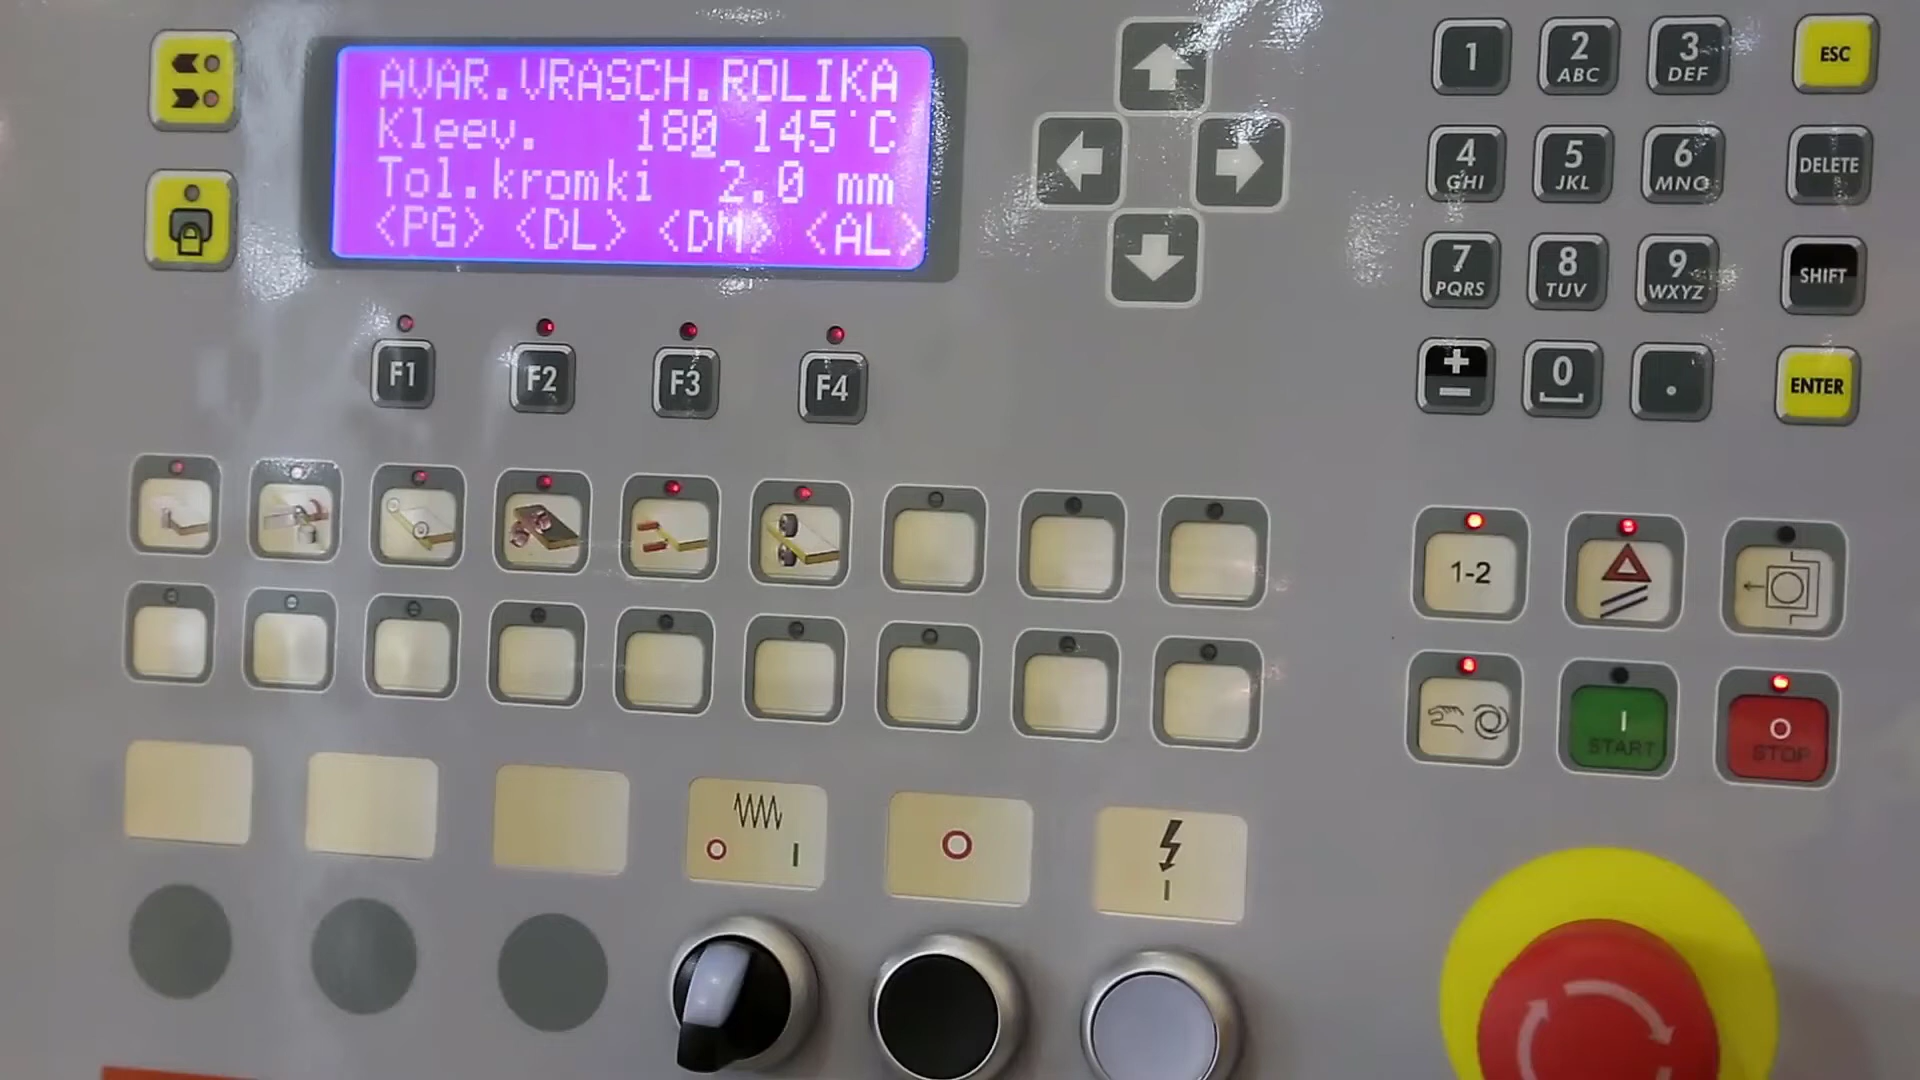 AVAR.VRASCH.ROLIKA
Kleev. 180 145°C
Tol.kromki 2.0 mm
<PG> <DL> <DM> <AL>
F1 F2 F3 F4
1 2 ABC 3 DEF ESC
4 GHI 5 JKL 6 MNO DELETE
7 PQRS 8 TUV 9 WXYZ SHIFT
+ − 0 . ENTER
1-2
I START O STOP
O I O I